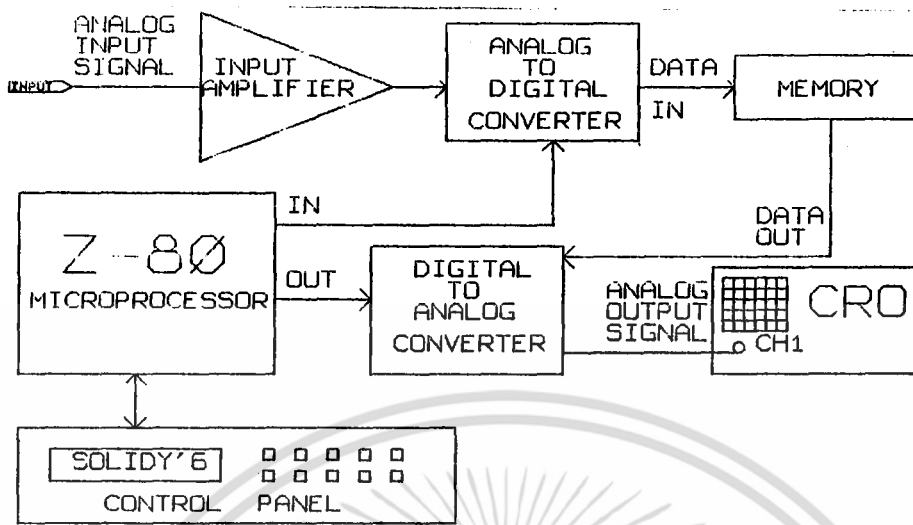 ANALOG
INPUT
SIGNAL
INPUT
INPUT
AMPLIFIER
ANALOG
TO
DIGITAL
CONVERTER
DATA
IN
MEMORY
Z-80
MICROPROCESSOR
IN
OUT
DIGITAL
TO
ANALOG
CONVERTER
DATA
OUT
ANALOG
OUTPUT
SIGNAL
CRO
CH1
SOLIDY'6
CONTROL PANEL